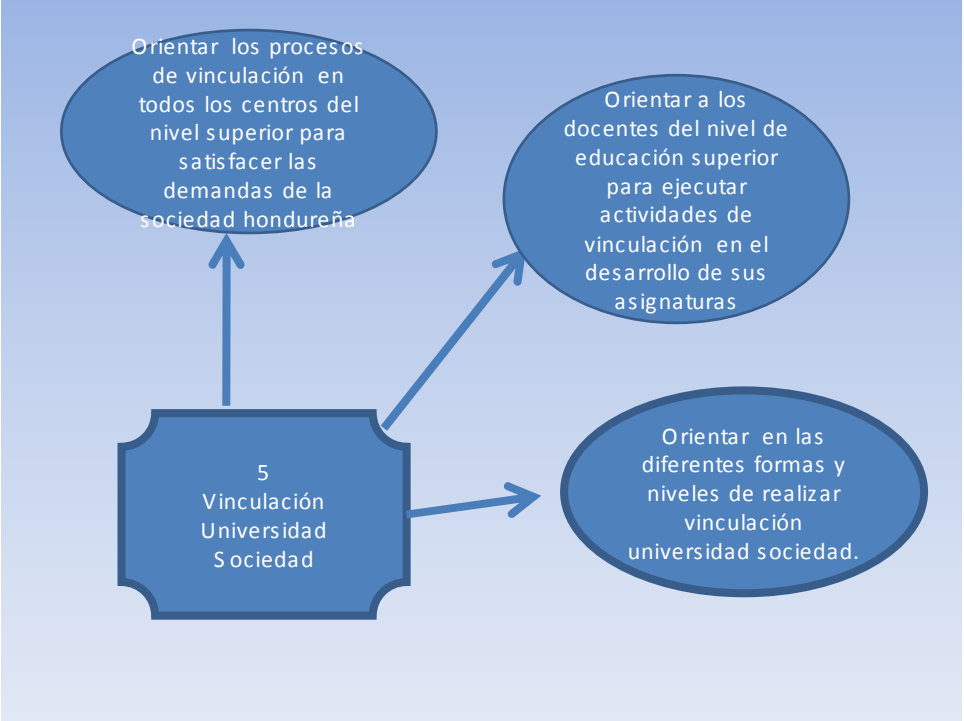 Orientar los procesos
de vinculación en
todos los centros del
nivel superior para
satisfacer las
demandas de la
sociedad hondureña
Orientar a los
docentes del nivel de
educación superior
para ejecutar
actividades de
vinculación en el
desarrollo de sus
asignaturas
5
Vinculación
Universidad
Sociedad
Orientar en las
diferentes formas y
niveles de realizar
vinculación
universidad sociedad.